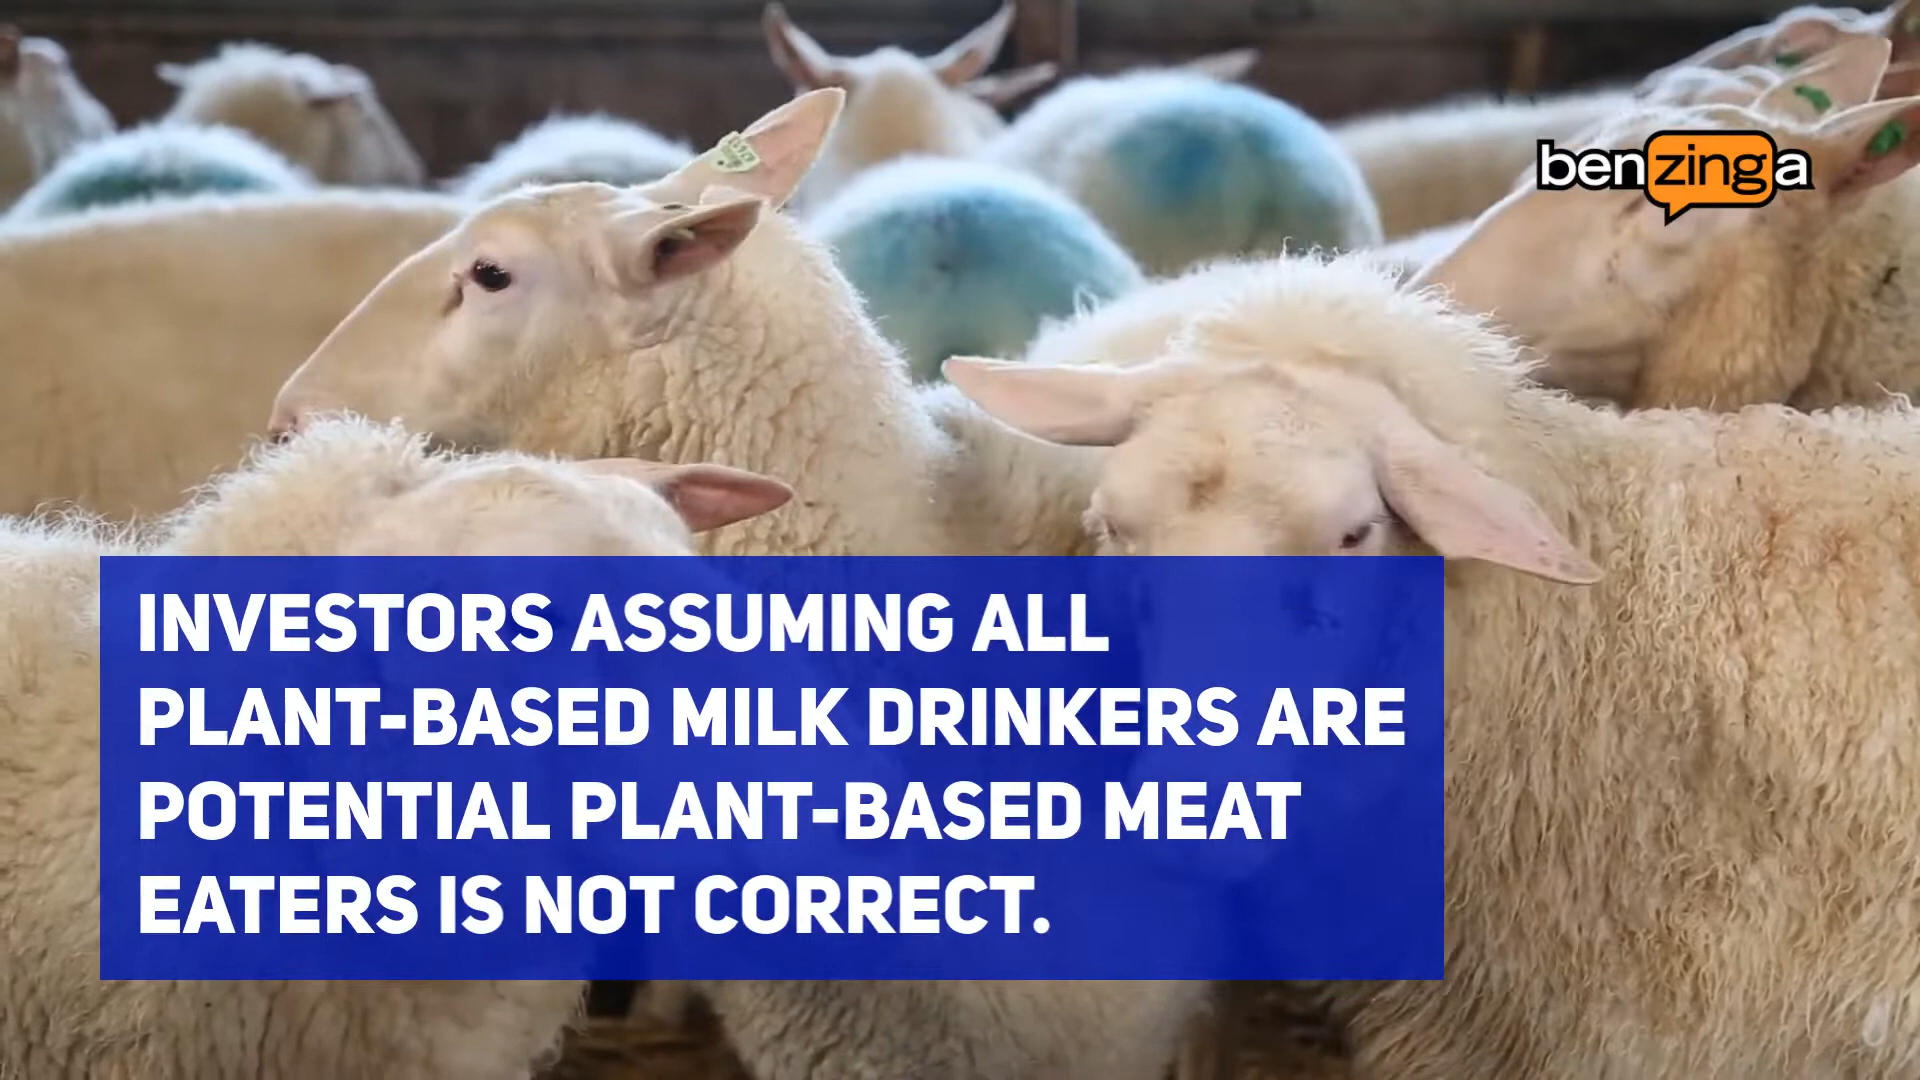 benzinga
INVESTORS ASSUMING ALL
PLANT-BASED MILK DRINKERS ARE
POTENTIAL PLANT-BASED MEAT
EATERS IS NOT CORRECT.